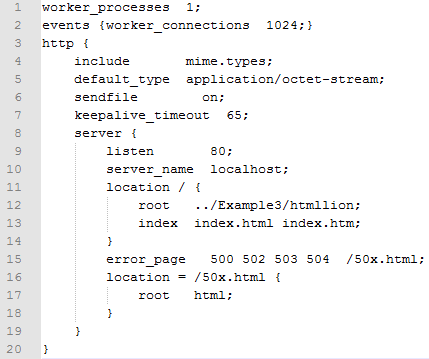 1 worker_processes  1;
2 events {worker_connections  1024;}
3 http {
4     include       mime.types;
5     default_type  application/octet-stream;
6     sendfile        on;
7     keepalive_timeout  65;
8     server {
9         listen       80;
10         server_name  localhost;
11         location / {
12             root   ../Example3/htmllion;
13             index  index.html index.htm;
14         }
15         error_page   500 502 503 504  /50x.html;
16         location = /50x.html {
17             root   html;
18         }
19     }
20 }